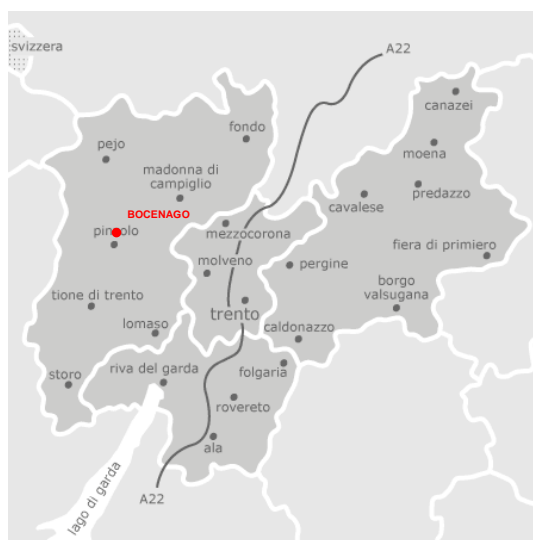 svizzera
A22
canazei
fondo
pejo
moena
madonna di
campiglio
predazzo
cavalese
BOCENAGO
pinzolo
mezzocorona
fiera di primiero
molveno
pergine
borgo
valsugana
tione di trento
trento
lomaso
caldonazzo
riva del garda
folgaria
storo
rovereto
ala
lago di garda
A22